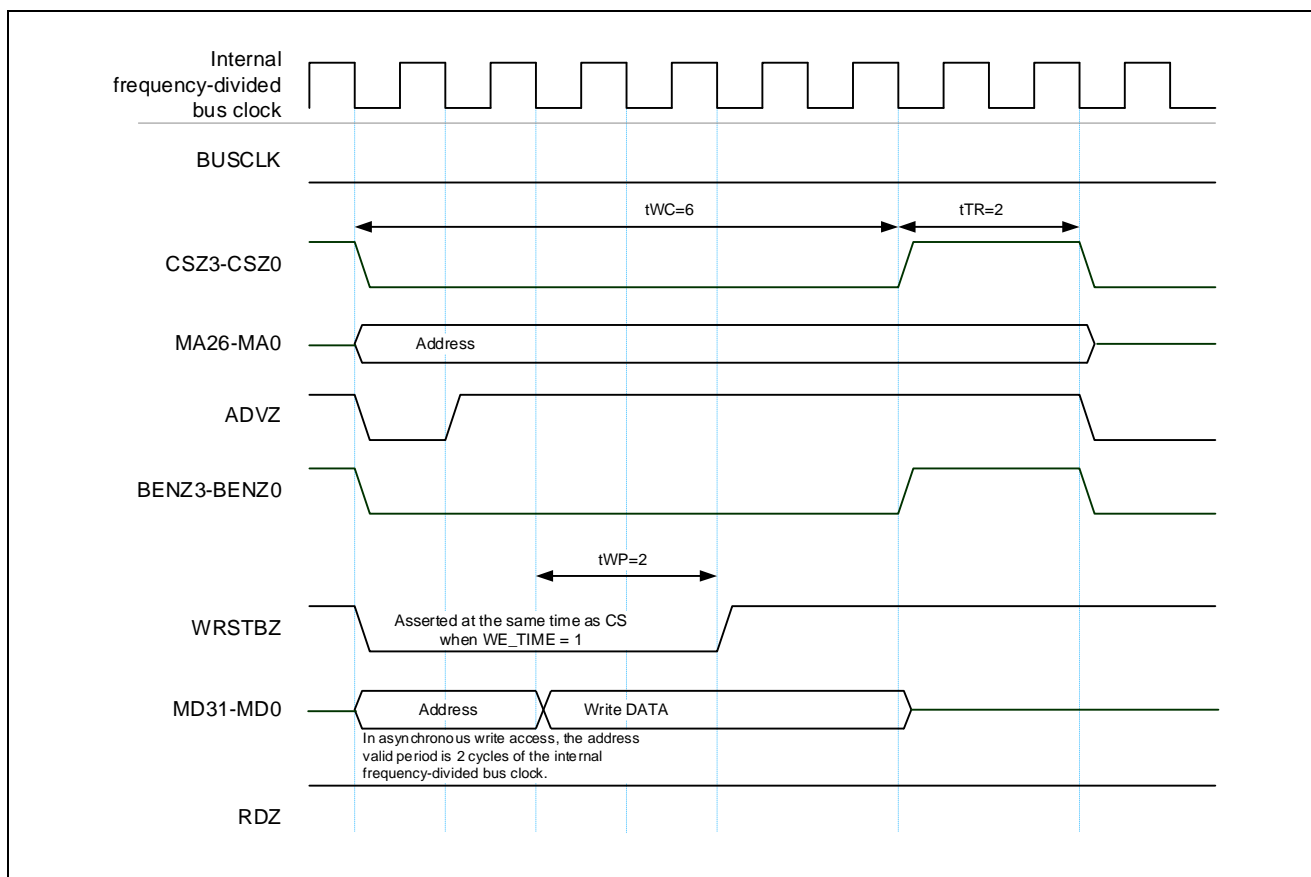 Internal
frequency-divided
bus clock
BUSCLK
tWC=6
tTR=2
CSZ3-CSZ0
MA26-MA0
Address
ADVZ
BENZ3-BENZ0
tWP=2
WRSTBZ
Asserted at the same time as CS
when WE_TIME = 1
MD31-MD0
Address
Write DATA
In asynchronous write access, the address
valid period is 2 cycles of the internal
frequency-divided bus clock.
RDZ